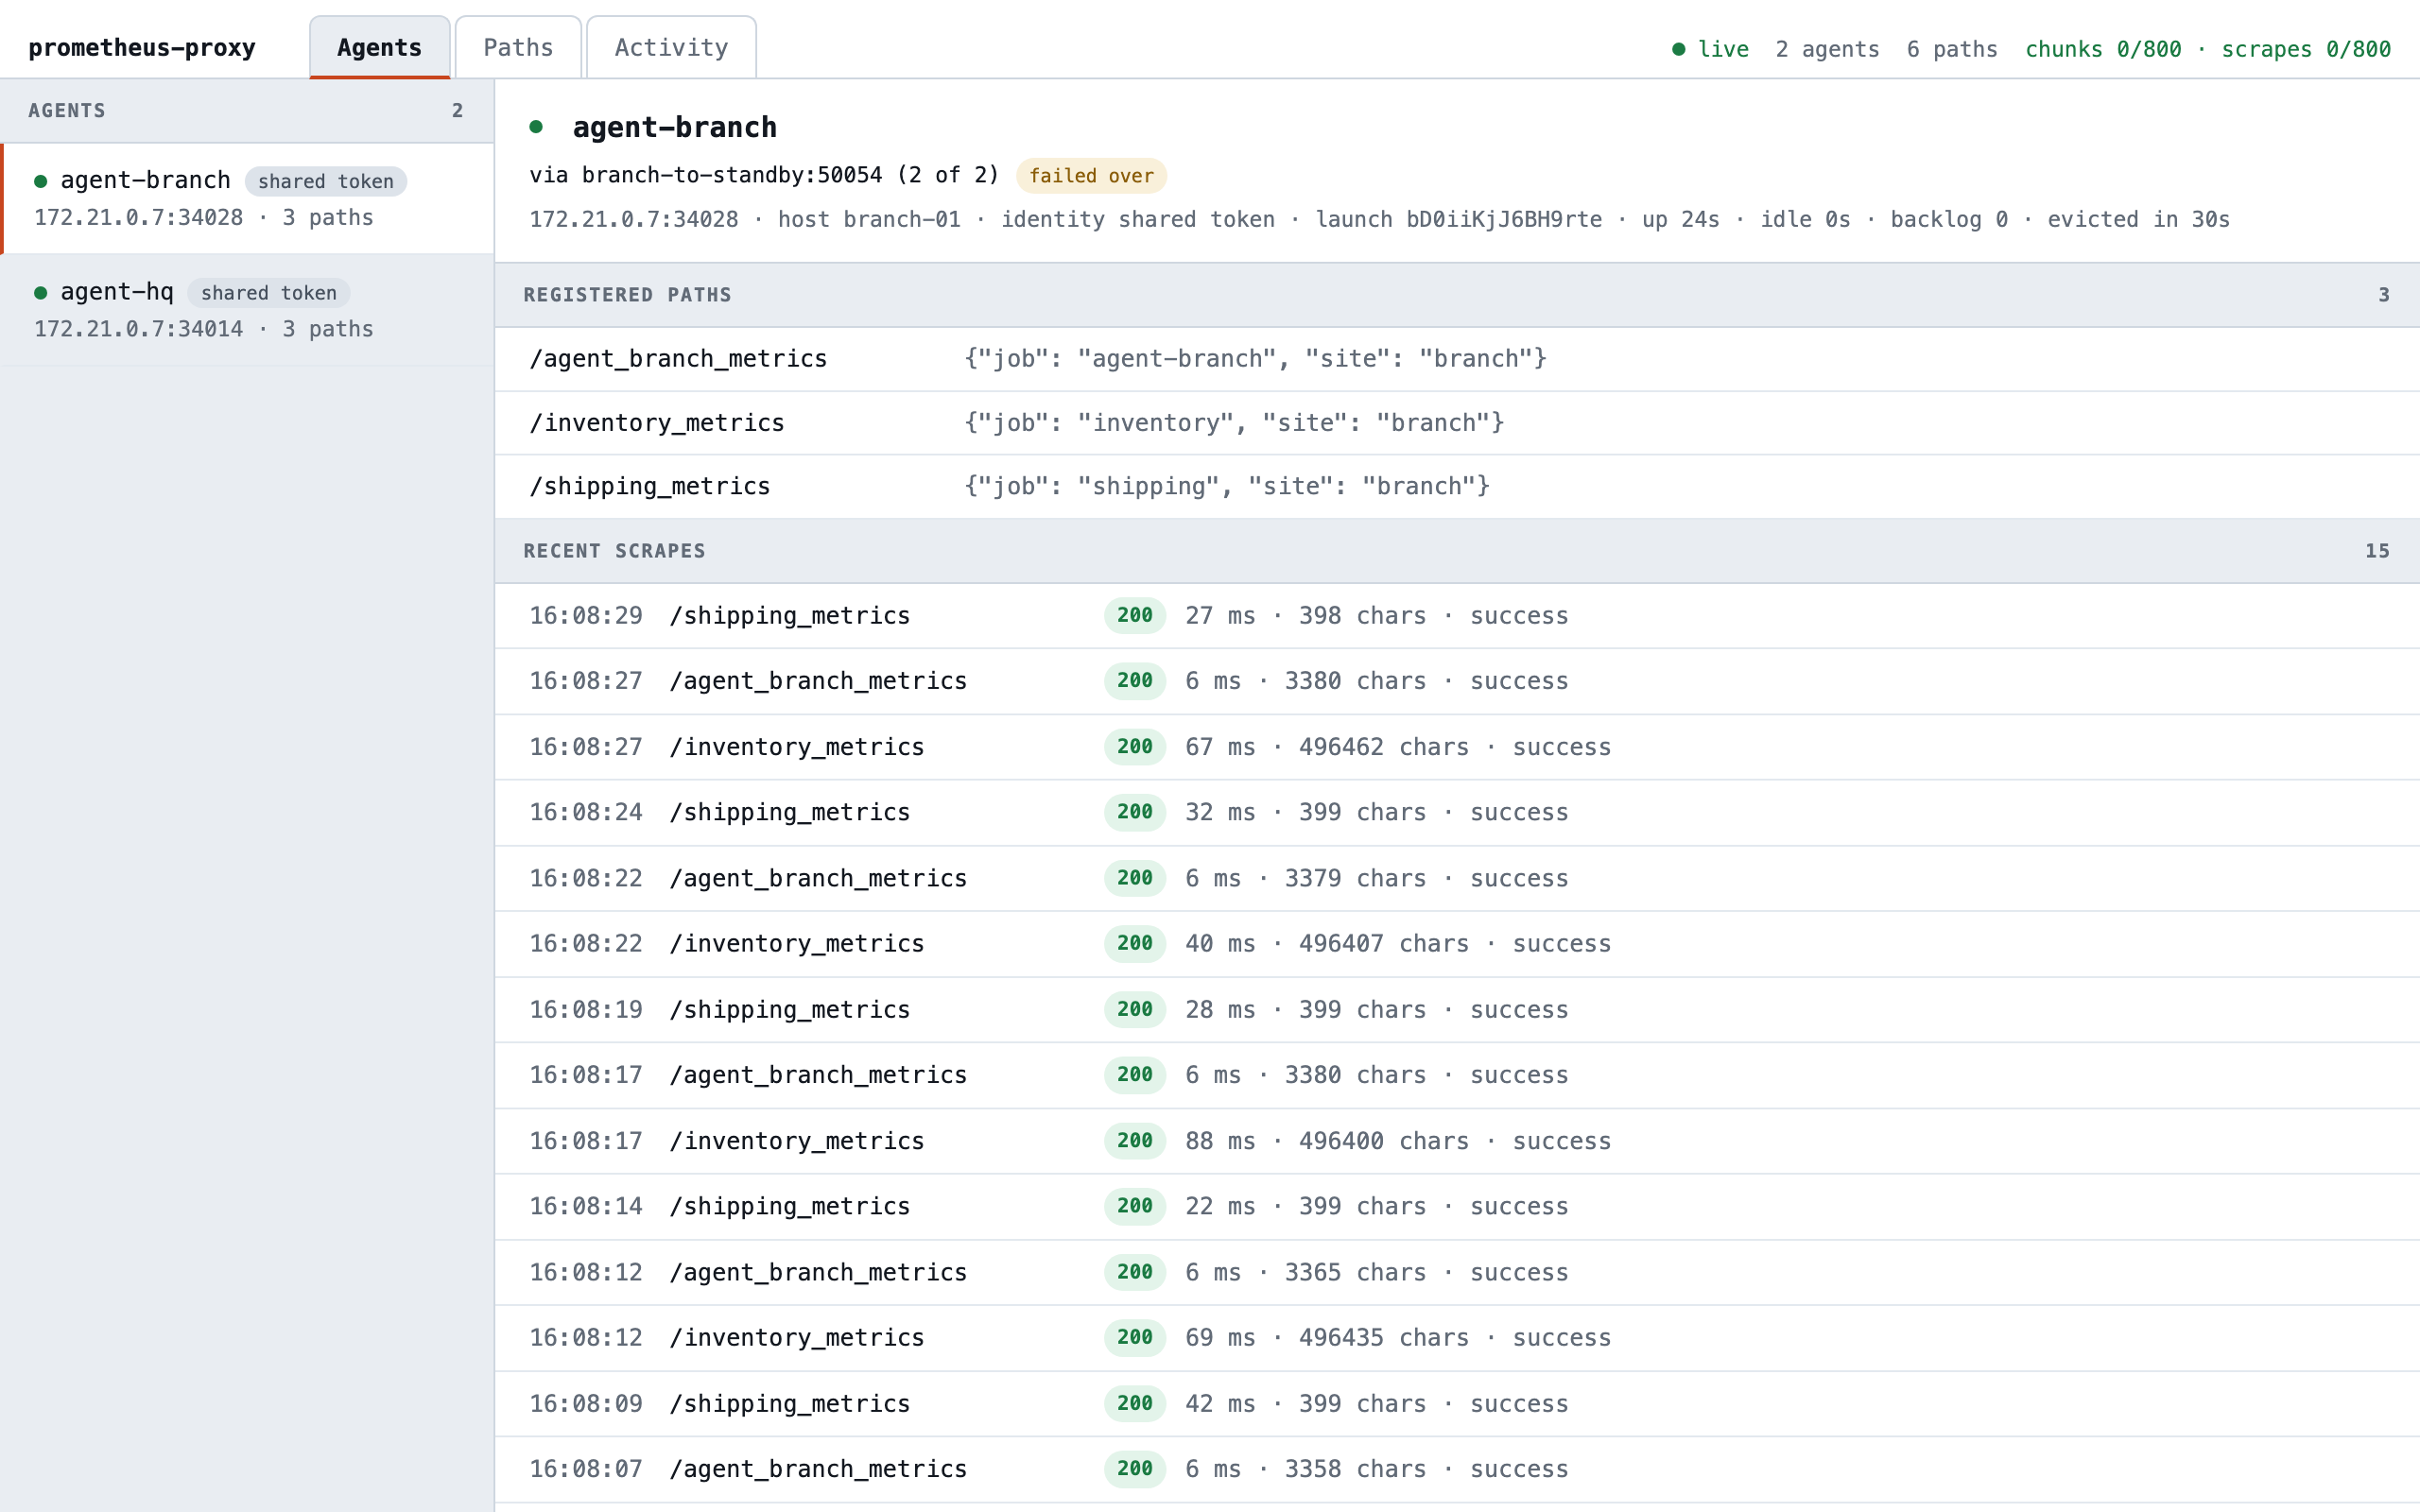 prometheus-proxy Agents Paths Activity live 2 agents 6 paths chunks 0/800 · scrapes 0/800
AGENTS 2
agent-branch shared token
172.21.0.7:34028 · 3 paths
agent-hq shared token
172.21.0.7:34014 · 3 paths
agent-branch
via branch-to-standby:50054 (2 of 2) failed over
172.21.0.7:34028 · host branch-01 · identity shared token · launch bD0iiKjJ6BH9rte · up 24s · idle 0s · backlog 0 · evicted in 30s
REGISTERED PATHS 3
/agent_branch_metrics {"job": "agent-branch", "site": "branch"}
/inventory_metrics {"job": "inventory", "site": "branch"}
/shipping_metrics {"job": "shipping", "site": "branch"}
RECENT SCRAPES 15
16:08:29 /shipping_metrics 200 27 ms · 398 chars · success
16:08:27 /agent_branch_metrics 200 6 ms · 3380 chars · success
16:08:27 /inventory_metrics 200 67 ms · 496462 chars · success
16:08:24 /shipping_metrics 200 32 ms · 399 chars · success
16:08:22 /agent_branch_metrics 200 6 ms · 3379 chars · success
16:08:22 /inventory_metrics 200 40 ms · 496407 chars · success
16:08:19 /shipping_metrics 200 28 ms · 399 chars · success
16:08:17 /agent_branch_metrics 200 6 ms · 3380 chars · success
16:08:17 /inventory_metrics 200 88 ms · 496400 chars · success
16:08:14 /shipping_metrics 200 22 ms · 399 chars · success
16:08:12 /agent_branch_metrics 200 6 ms · 3365 chars · success
16:08:12 /inventory_metrics 200 69 ms · 496435 chars · success
16:08:09 /shipping_metrics 200 42 ms · 399 chars · success
16:08:07 /agent_branch_metrics 200 6 ms · 3358 chars · success